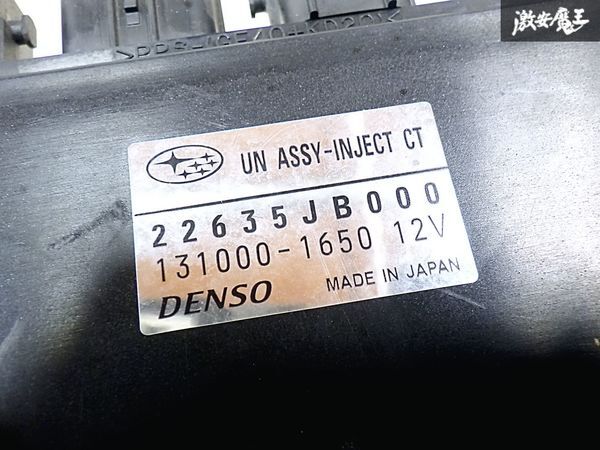 激安魔王
UN ASSY-INJECT CT
22635JB000
131000-1650 12V
DENSO
MADE IN JAPAN